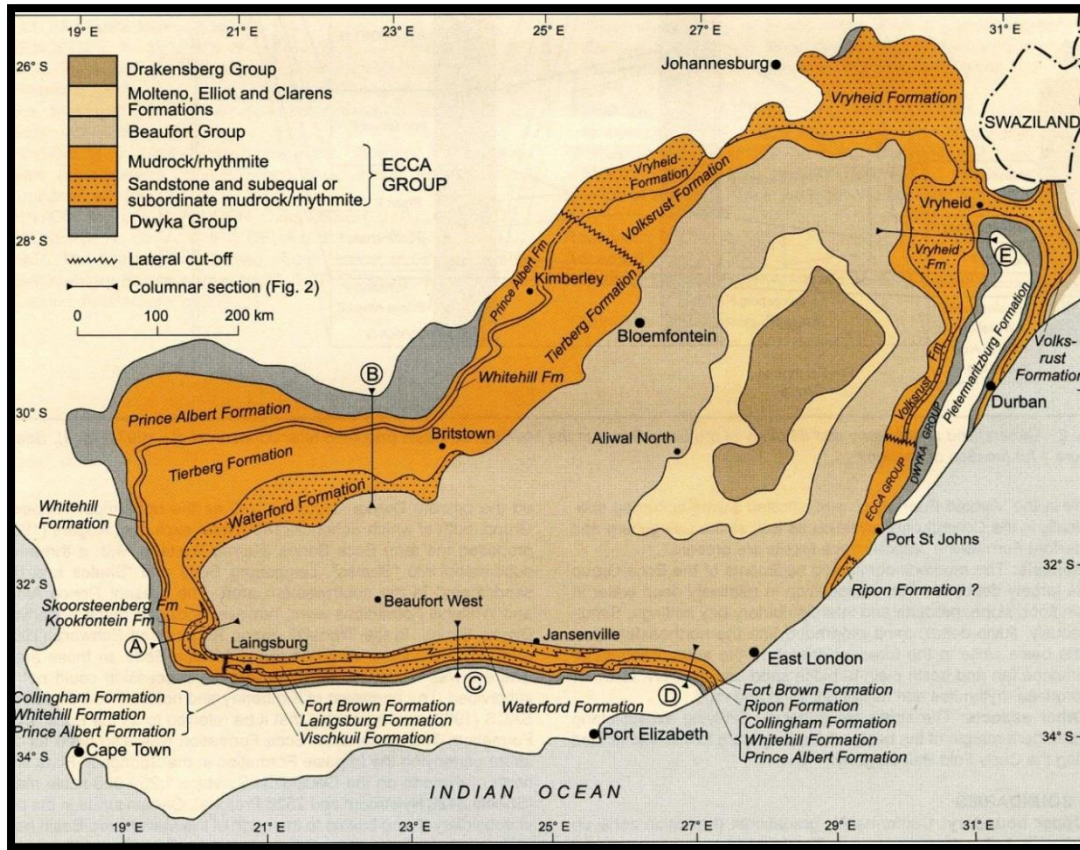 19° E
21° E
23° E
25° E
27° E
29° E
31° E
26° S
28° S
30° S
32° S
34° S
Drakensberg Group
Molteno, Elliot and Clarens
Formations
Beaufort Group
Mudrock/rhythmite
Sandstone and subequal or
subordinate mudrock/rhythmite
ECCA
GROUP
Dwyka Group
Lateral cut-off
Columnar section (Fig. 2)
0 100 200 km
Johannesburg
Vryheid Formation
SWAZILAND
Vryheid
Formation
Volksrust Formation
Vryheid
Vryheid
Fm
E
Prince Albert Fm
Kimberley
Tierberg Formation
Bloemfontein
Whitehill Fm
Pietermaritzburg Formation
Volks-
rust
Formation
Volksrust Fm
DWYKA GROUP
Durban
B
Prince Albert Formation
Britstown
Tierberg Formation
Aliwal North
Waterford Formation
Whitehill
Formation
ECCA GROUP
Port St Johns
32° S
Ripon Formation ?
Skoorsteenberg Fm
Kookfontein Fm
Beaufort West
A
Laingsburg
Jansenville
East London
C
D
Collingham Formation
Whitehill Formation
Prince Albert Formation
Fort Brown Formation
Laingsburg Formation
Vischkuil Formation
Waterford Formation
Fort Brown Formation
Ripon Formation
Collingham Formation
Whitehill Formation
Prince Albert Formation
Cape Town
Port Elizabeth
34° S
INDIAN OCEAN
19° E
21° E
23° E
25° E
27° E
29° E
31° E